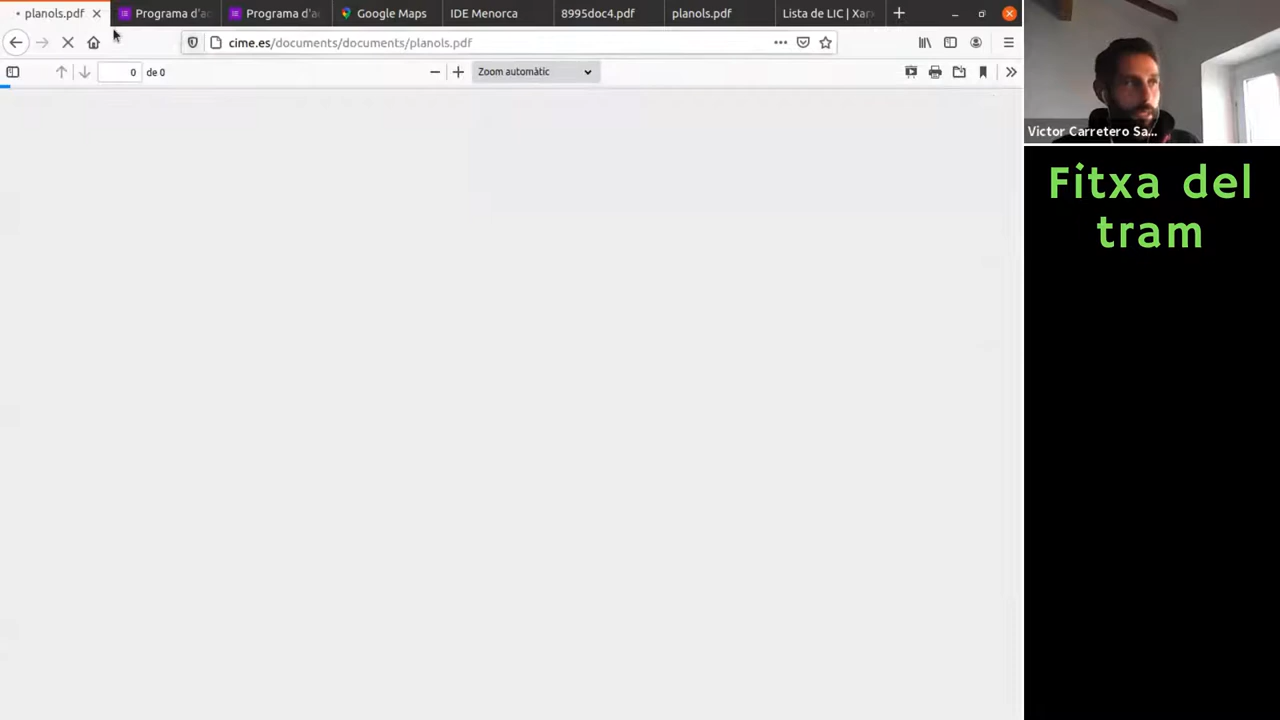 planols.pdf
Programa d'a
Programa d'a
Google Maps
IDE Menorca
8995doc4.pdf
planols.pdf
Lista de LIC | Xar
cime.es/documents/documents/planols.pdf
0 de 0
Zoom automàtic
Victor Carretero Sa...
Fitxa del
tram